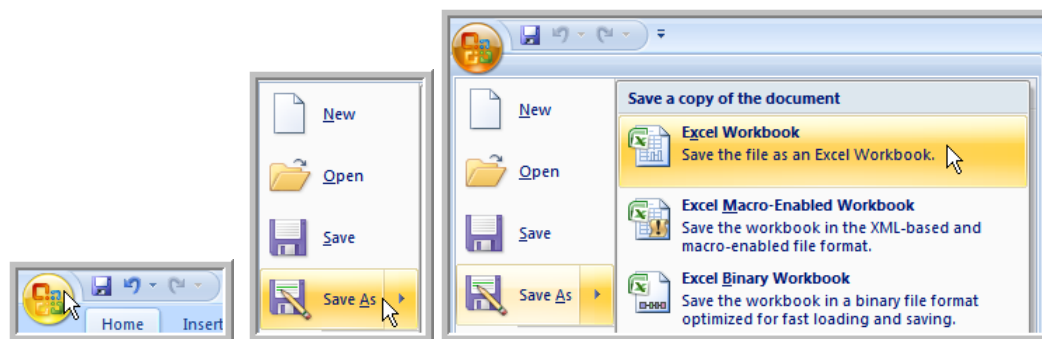 Home Insert
New
Open
Save
Save As
New
Open
Save
Save As
Save a copy of the document
Excel Workbook
Save the file as an Excel Workbook.
Excel Macro-Enabled Workbook
Save the workbook in the XML-based and
macro-enabled file format.
Excel Binary Workbook
Save the workbook in a binary file format
optimized for fast loading and saving.